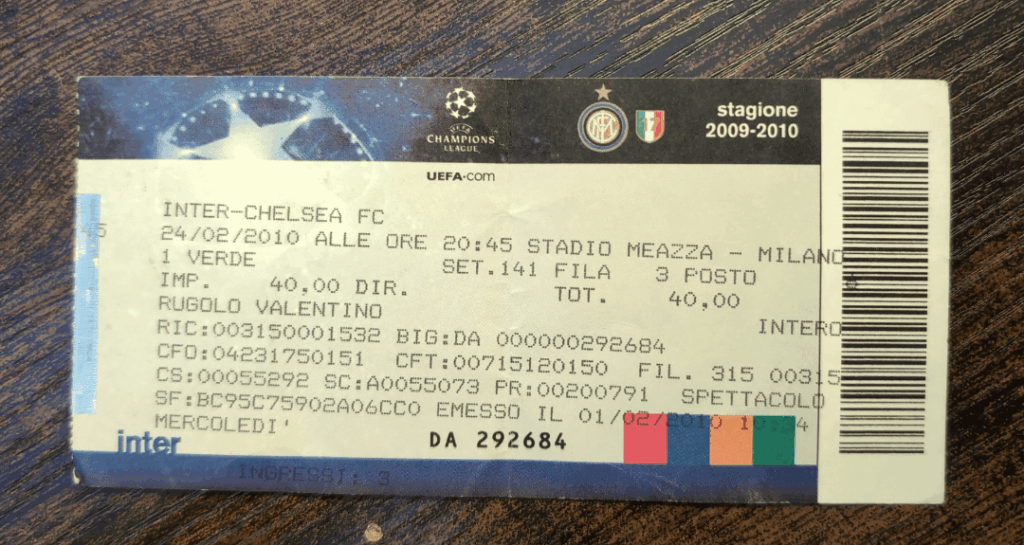 UEFA
CHAMPIONS
LEAGUE
17
stagione
2009-2010
UEFA.com
45
INTER-CHELSEA FC
24/02/2010 ALLE ORE 20:45 STADIO MEAZZA - MILANO
1 VERDE SET.141 FILA 3 POSTO
IMP. 40,00 DIR. TOT. 40,00
RUGOLO VALENTINO
INTERO
RIC:003150001532 BIG:DA 000000292684
CFO:04231750151 CFT:00715120150 FIL. 315 00315
CS:00055292 SC:A0055073 PR:00200791 SPETTACOLO
SF:BC95C75902A06CC0 EMESSO IL 01/02/2010
MERCOLEDI'
inter
DA 292684
INGRESSI: 3